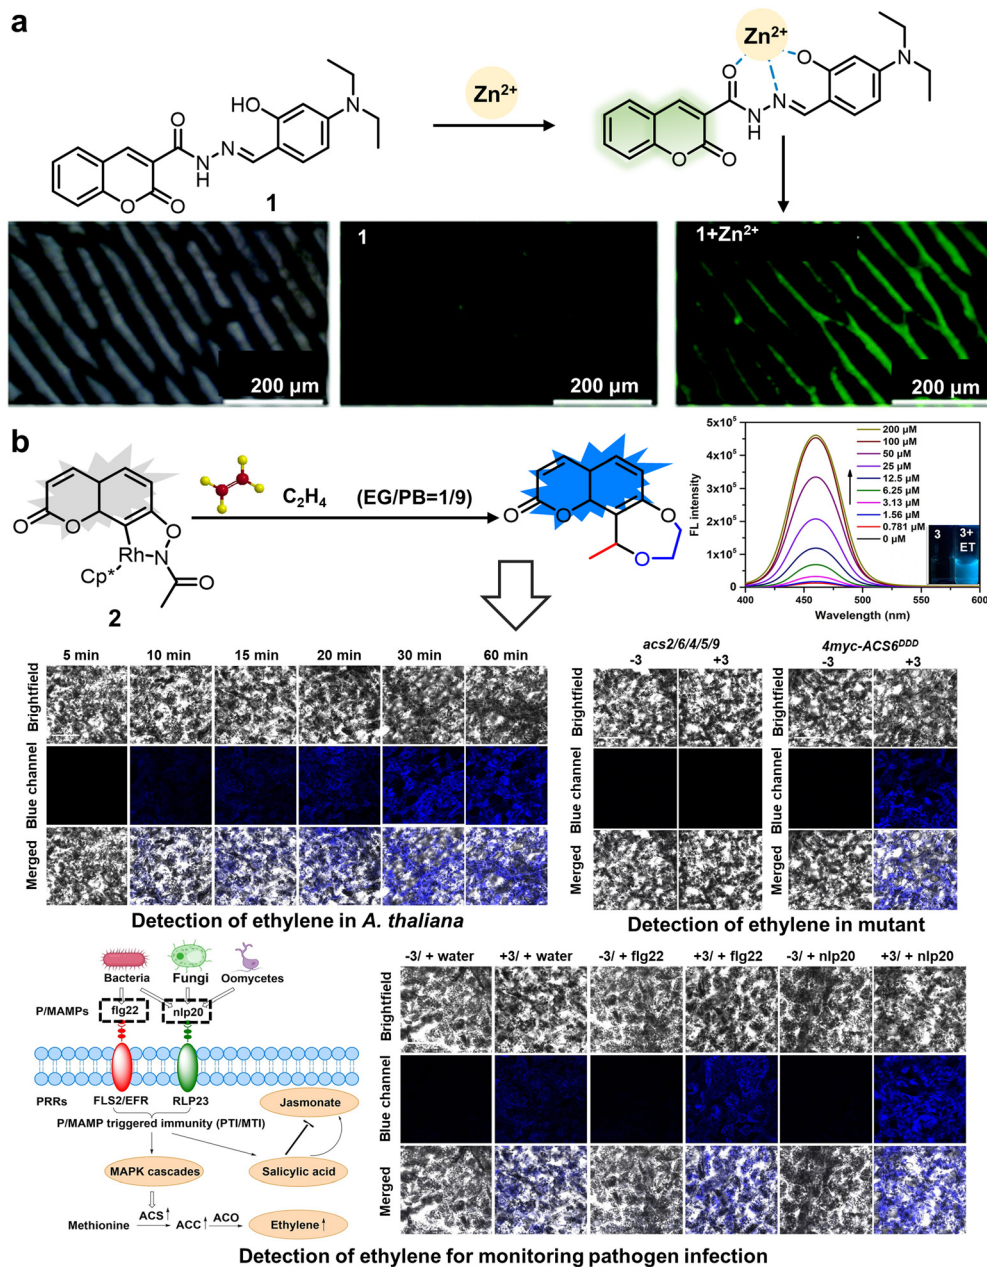 a
Zn2+
HO
N
O
N
H
N
O
O
1
Zn2+
O
O
N
N
H
N
O
O
1
1+Zn2+
200 μm
200 μm
200 μm
b
O
O
O
Rh
N
Cp*
O
2
C2H4
(EG/PB=1/9)
O
O
O
O
FL intensity
5x10^5
4x10^5
3x10^5
2x10^5
1x10^5
0
400
450
500
550
600
Wavelength (nm)
200 μM
100 μM
50 μM
25 μM
12.5 μM
6.25 μM
3.13 μM
1.56 μM
0.781 μM
0 μM
3
3+
ET
5 min
10 min
15 min
20 min
30 min
60 min
Brightfield
Blue channel
Merged
Detection of ethylene in A. thaliana
acs2/6/4/5/9
4myc-ACS6DDD
-3
+3
-3
+3
Brightfield
Blue channel
Merged
Detection of ethylene in mutant
Bacteria
Fungi
Oomycetes
P/MAMPs
flg22
nlp20
PRRs
FLS2/EFR
RLP23
Jasmonate
P/MAMP triggered immunity (PTI/MTI)
MAPK cascades
Salicylic acid
ACS
Methionine
ACC
ACO
Ethylene
-3/ + water
+3/ + water
-3/ + flg22
+3/ + flg22
-3/ + nlp20
+3/ + nlp20
Brightfield
Blue channel
Merged
Detection of ethylene for monitoring pathogen infection